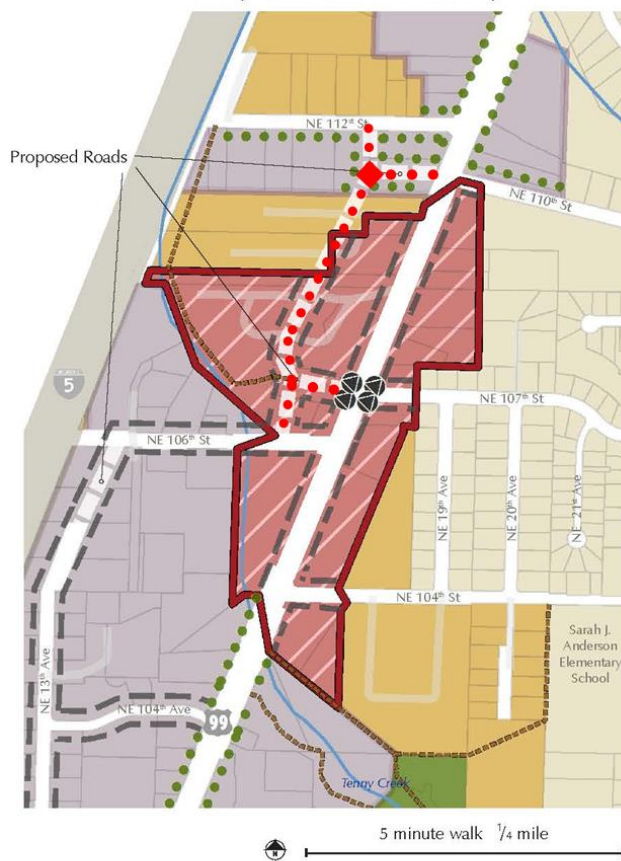 NE 112th St
Proposed Roads
NE 110th St
5
NE 107th St
NE 106th St
NE 19th Ave
NE 20th Ave
NE 21st Ave
NE 104th St
Sarah J.
Anderson
Elementary
School
NE 13th Ave
NE 104th Ave
99
Tenny Creek
N
5 minute walk 1/4 mile